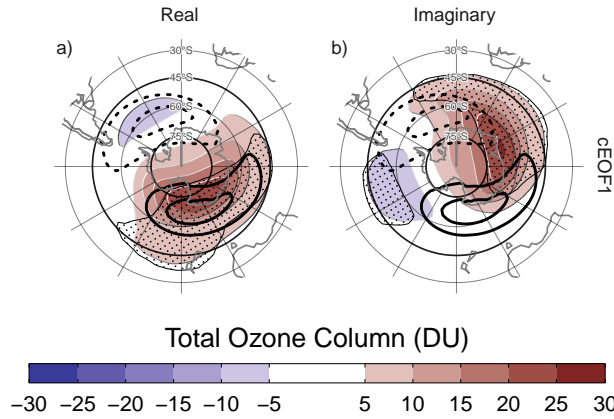 Real
Imaginary
a)
b)
30°S
45°S
60°S
75°S
30°S
45°S
60°S
75°S
cEOF1
Total Ozone Column (DU)
−30 −25 −20 −15 −10 −5 5 10 15 20 25 30